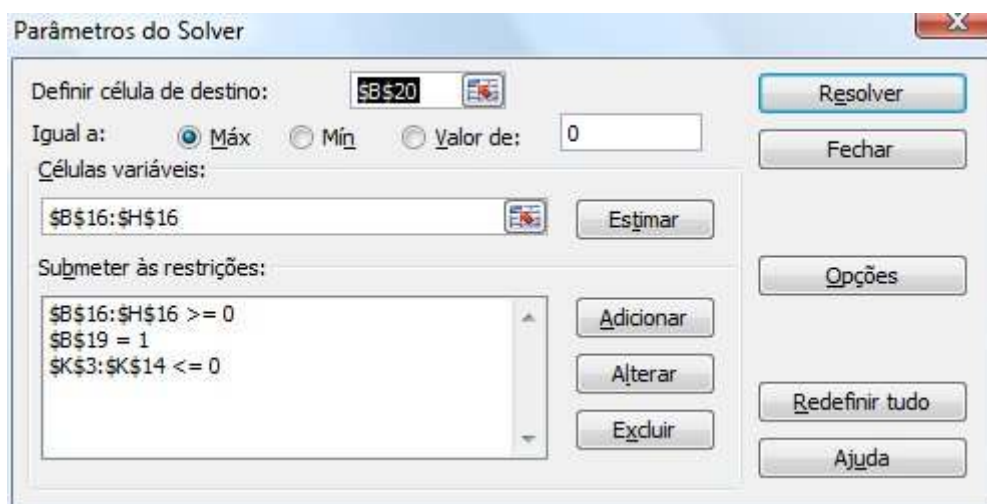 Parâmetros do Solver
Definir célula de destino: $B$20
Resolver
Igual a: Máx Mín Valor de: 0
Fechar
Células variáveis:
$B$16:$H$16
Estimar
Submeter às restrições:
Opções
$B$16:$H$16 >= 0
$B$19 = 1
$K$3:$K$14 <= 0
Adicionar
Alterar
Excluir
Redefinir tudo
Ajuda